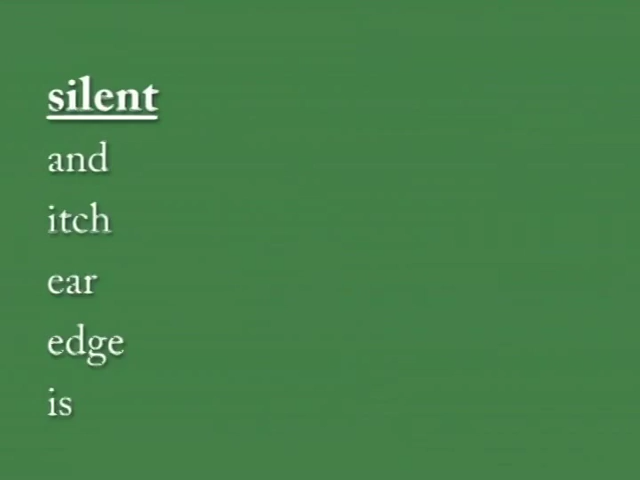 silent
and
itch
ear
edge
is